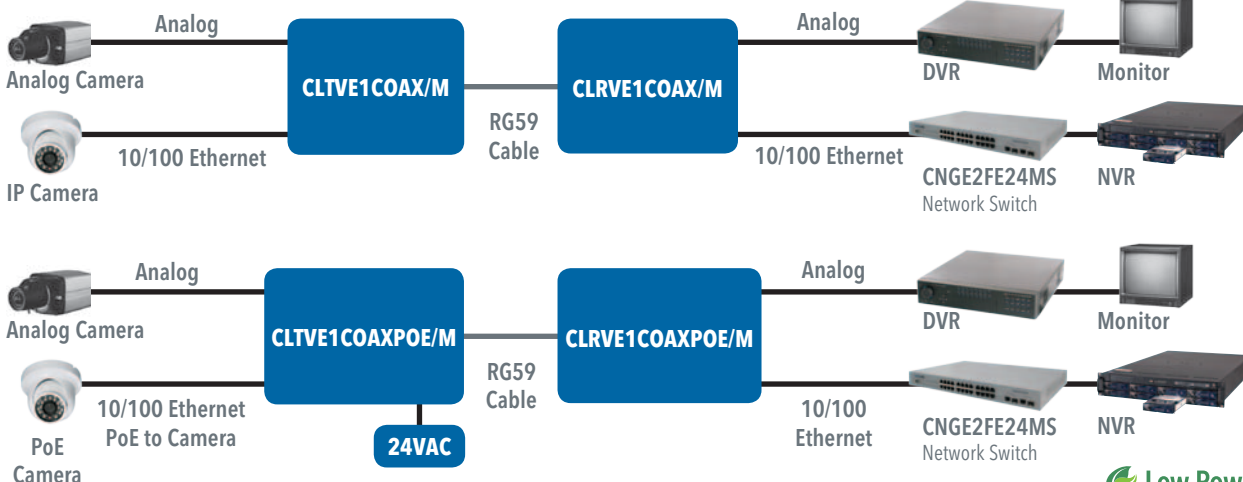 Analog
Analog
Analog Camera
CLTVE1COAX/M
CLRVE1COAX/M
DVR
Monitor
RG59
Cable
10/100 Ethernet
10/100 Ethernet
IP Camera
CNGE2FE24MS
NVR
Network Switch
Analog
Analog
Analog Camera
CLTVE1COAXPOE/M
CLRVE1COAXPOE/M
DVR
Monitor
RG59
Cable
10/100 Ethernet
PoE to Camera
10/100
Ethernet
CNGE2FE24MS
NVR
Network Switch
PoE
Camera
24VAC
Low Pow